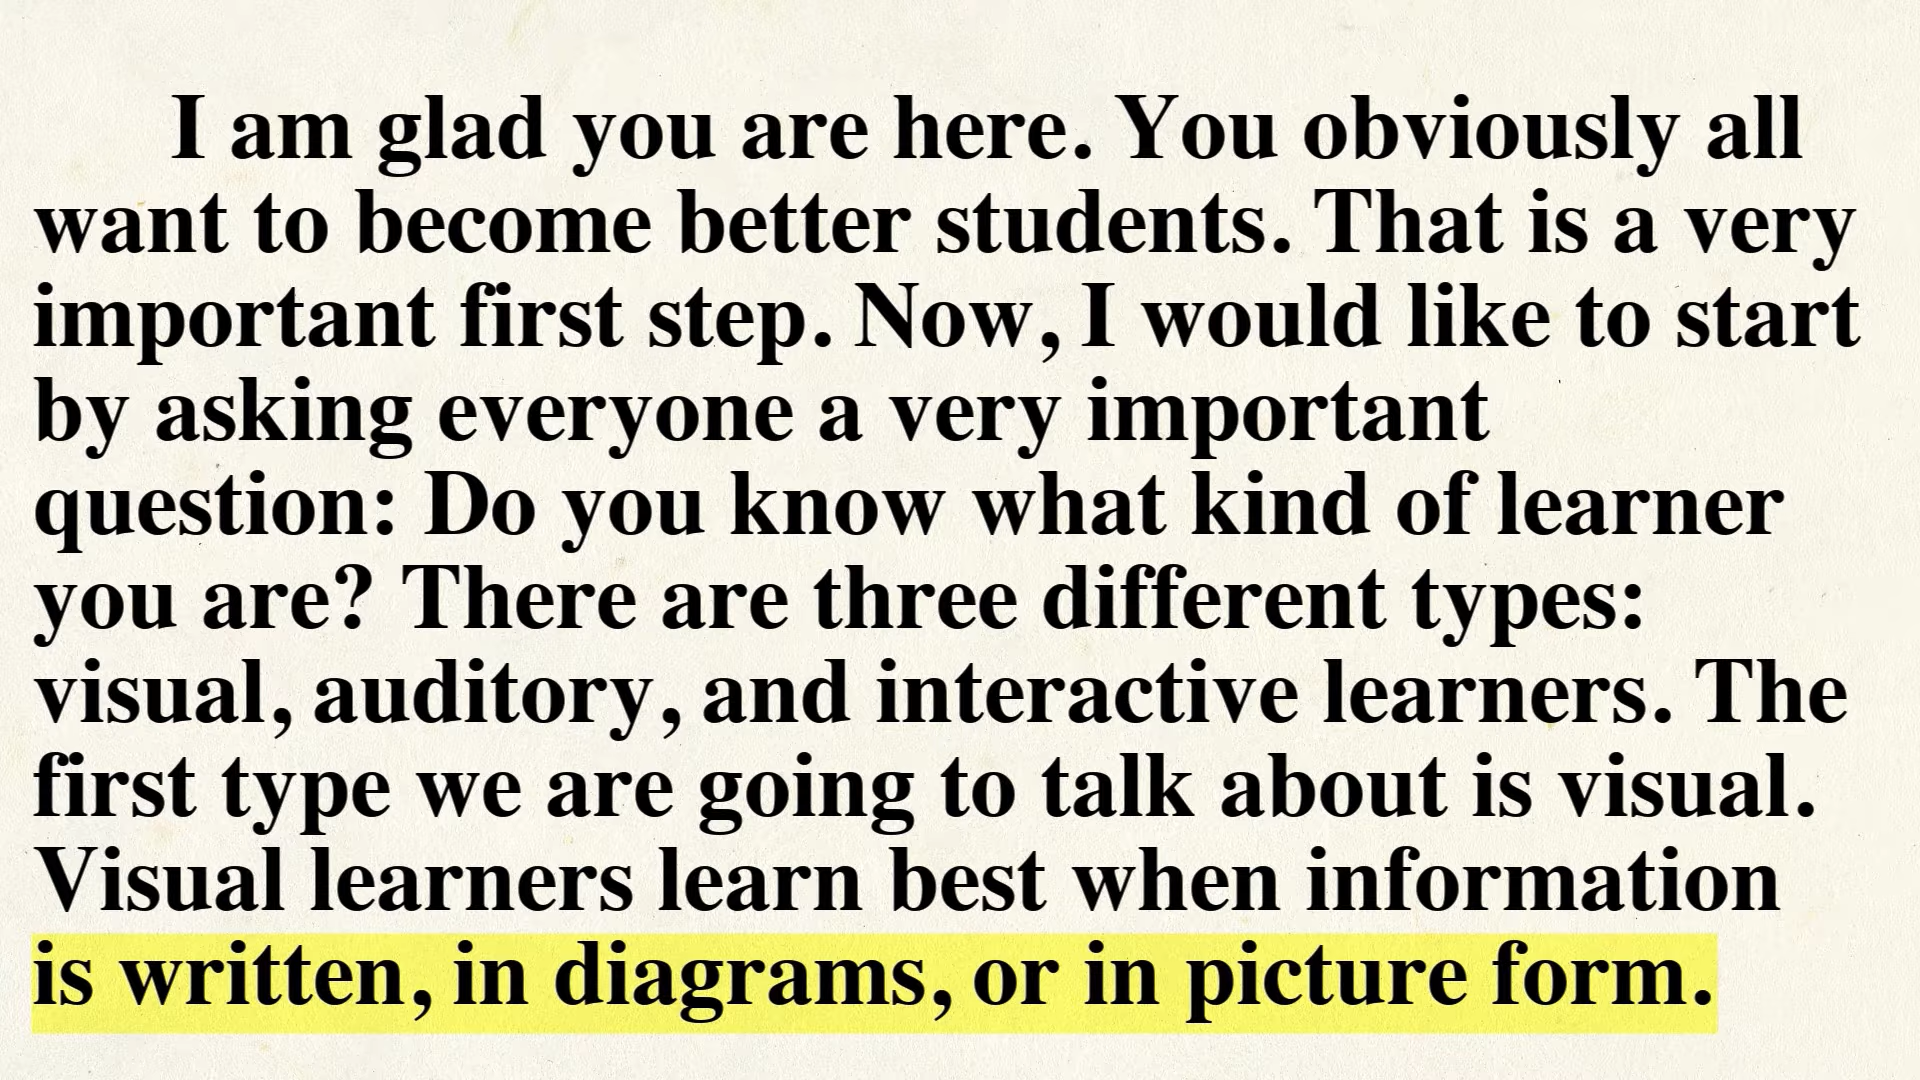 I am glad you are here. You obviously all
want to become better students. That is a very
important first step. Now, I would like to start
by asking everyone a very important
question: Do you know what kind of learner
you are? There are three different types:
visual, auditory, and interactive learners. The
first type we are going to talk about is visual.
Visual learners learn best when information
is written, in diagrams, or in picture form.